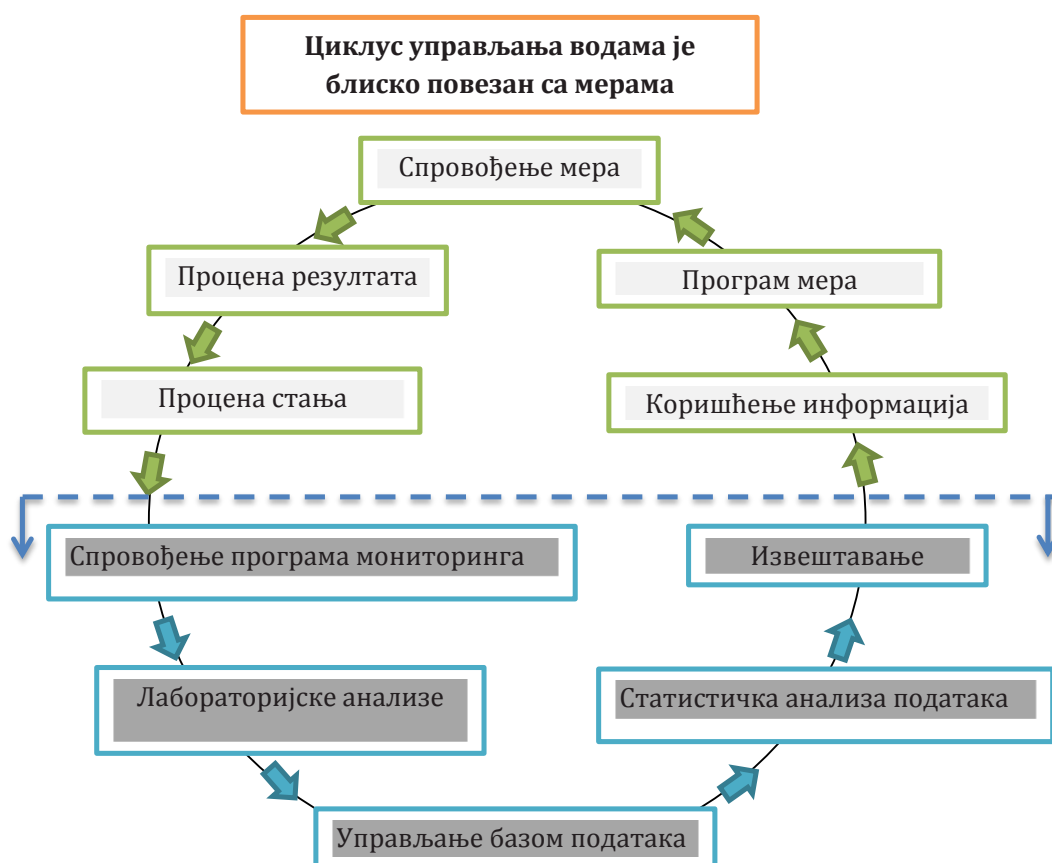 Циклус управљања водама је
блиско повезан са мерама
Спровођење мера
Процена резултата
Програм мера
Процена стања
Коришћење информација
Спровођење програма мониторинга
Извештавање
Лабораторијске анализе
Статистичка анализа података
Управљање базом података